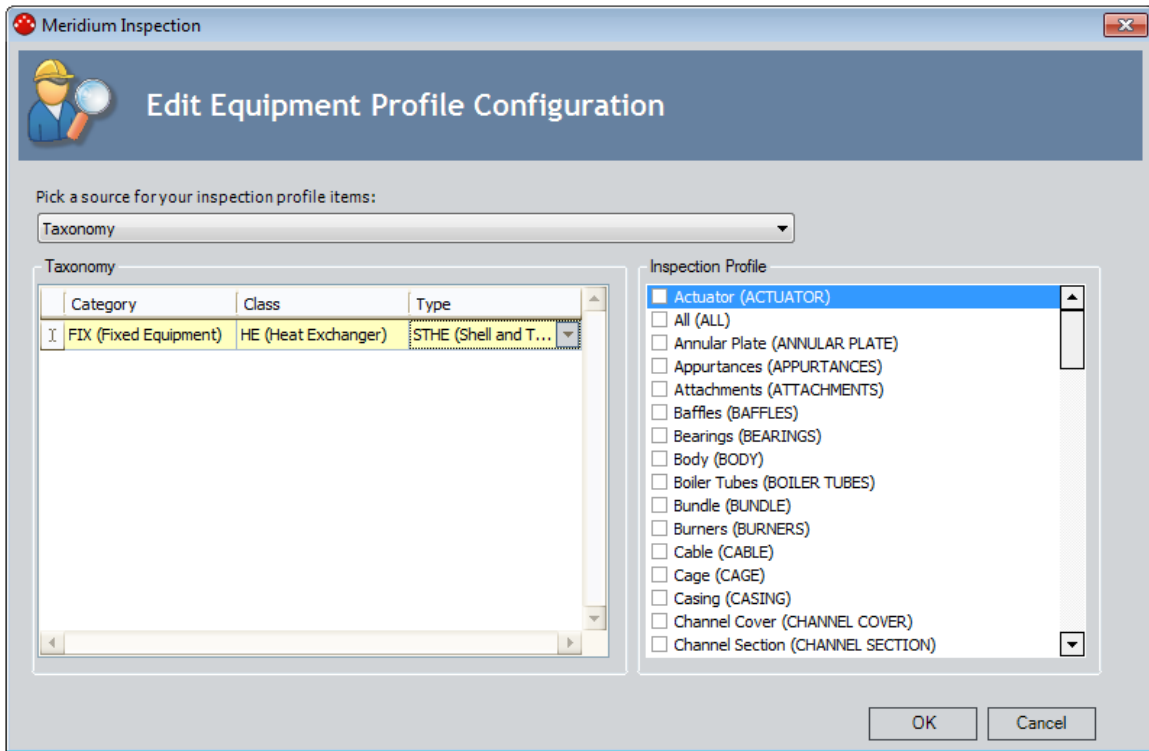 Meridium Inspection
Edit Equipment Profile Configuration
Pick a source for your inspection profile items:
Taxonomy
Taxonomy
Category Class Type
FIX (Fixed Equipment) HE (Heat Exchanger) STHE (Shell and T...
Inspection Profile
Actuator (ACTUATOR)
All (ALL)
Annular Plate (ANNULAR PLATE)
Appurtances (APPURTANCES)
Attachments (ATTACHMENTS)
Baffles (BAFFLES)
Bearings (BEARINGS)
Body (BODY)
Boiler Tubes (BOILER TUBES)
Bundle (BUNDLE)
Burners (BURNERS)
Cable (CABLE)
Cage (CAGE)
Casing (CASING)
Channel Cover (CHANNEL COVER)
Channel Section (CHANNEL SECTION)
OK Cancel